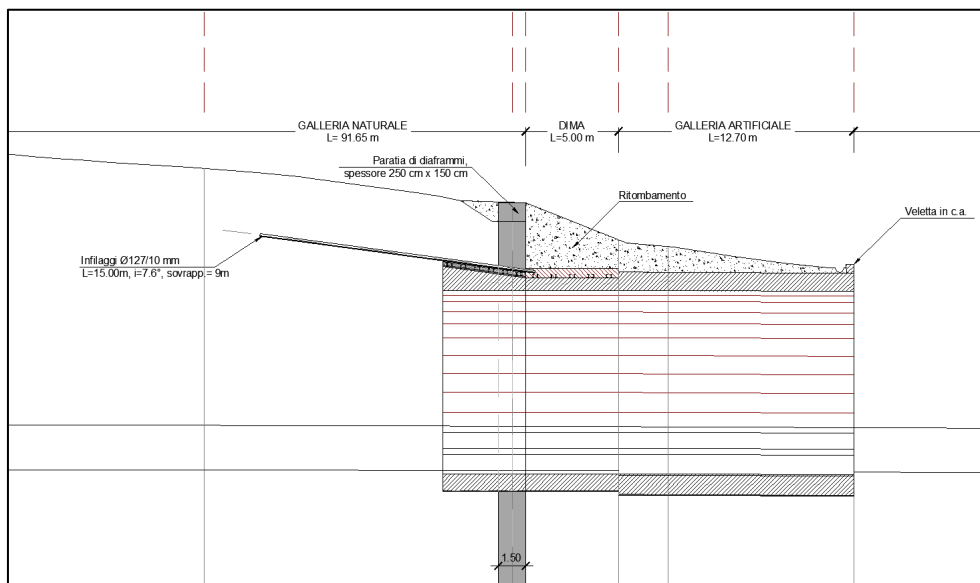 GALLERIA NATURALE
L= 91.65 m
DIMA
L=5.00 m
GALLERIA ARTIFICIALE
L=12.70 m
Paratia di diaframmi,
spessore 250 cm x 150 cm
Ritombamento
Veletta in c.a.
Infilaggi Ø127/10 mm
L=15.00m, i=7.6°, sovrapp.= 9m
1.50